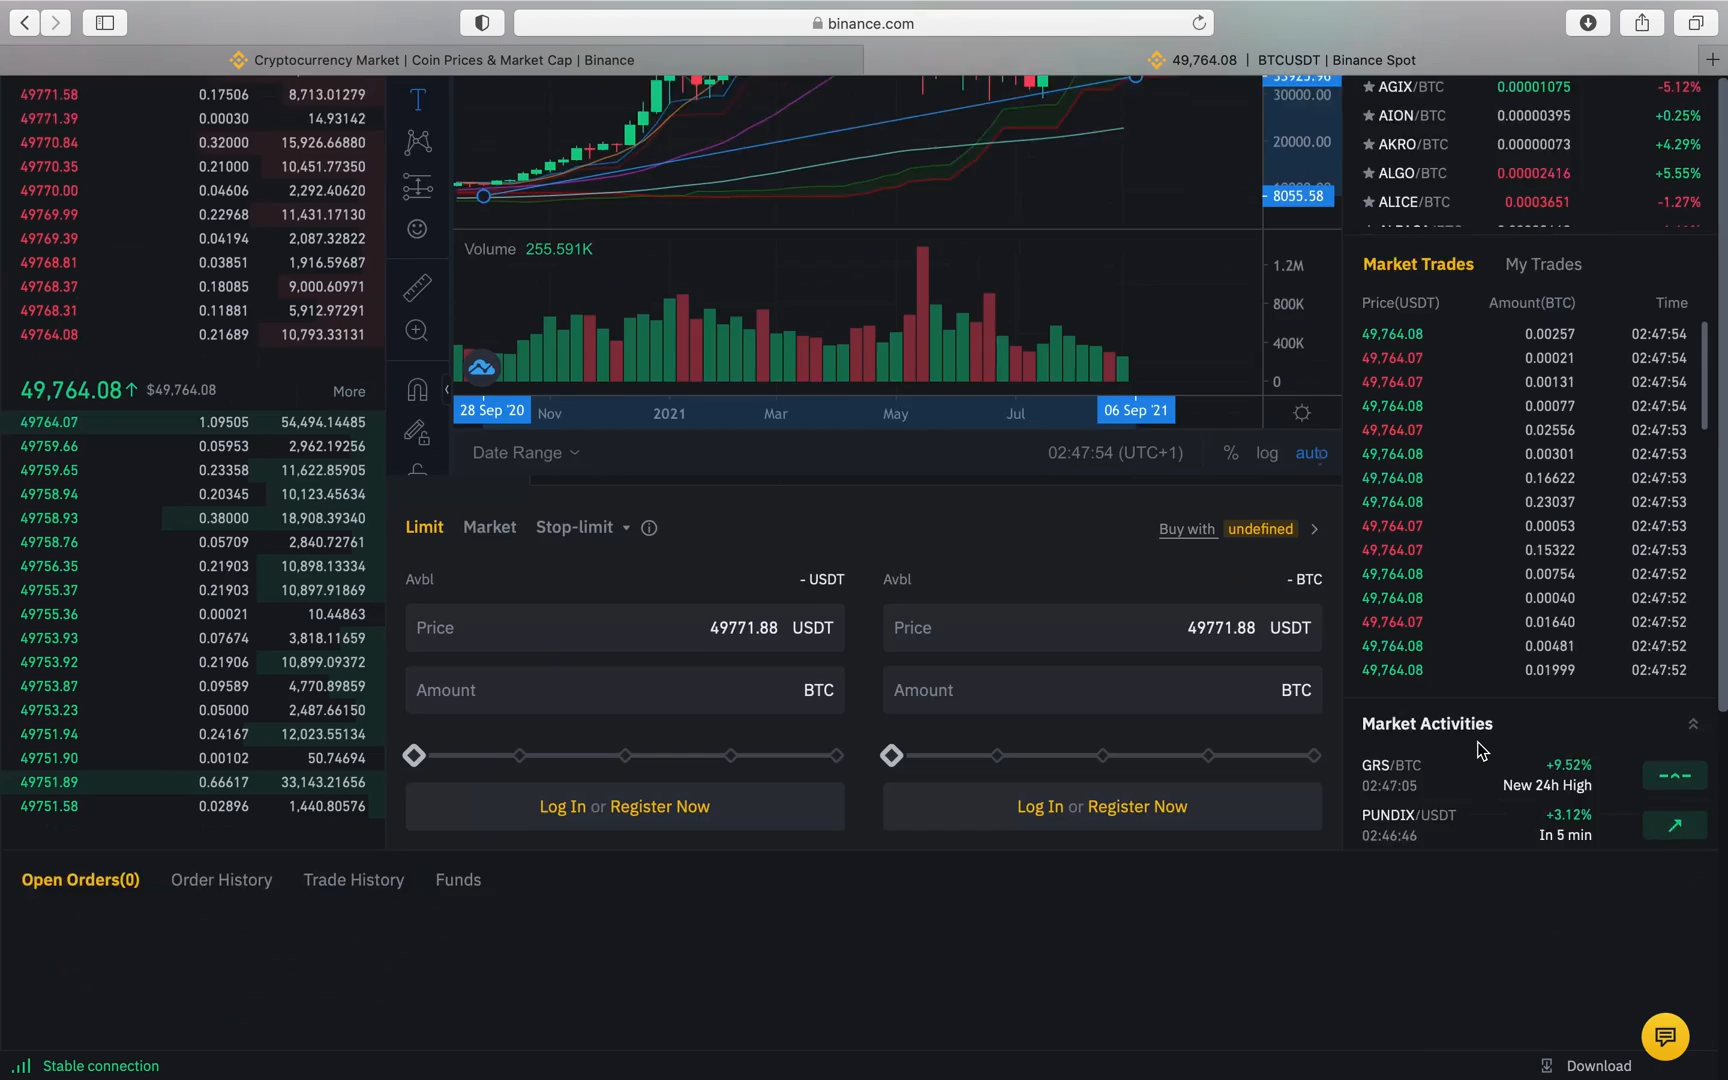 binance.com
Cryptocurrency Market | Coin Prices & Market Cap | Binance
49,764.08 | BTCUSDT | Binance Spot
49771.58 0.17506 8,713.01279
49771.39 0.00030 14.93142
49770.84 0.32000 15,926.66880
49770.35 0.21000 10,451.77350
49770.00 0.04606 2,292.40620
49769.99 0.22968 11,431.17130
49769.39 0.04194 2,087.32822
49768.81 0.03851 1,916.59687
49768.37 0.18085 9,000.60971
49768.31 0.11881 5,912.97291
49764.08 0.21689 10,793.33131
49,764.08↑ $49,764.08 More
49764.07 1.09505 54,494.14485
49759.66 0.05953 2,962.19256
49759.65 0.23358 11,622.85905
49758.94 0.20345 10,123.45634
49758.93 0.38000 18,908.39340
49758.76 0.05709 2,840.72761
49756.35 0.21903 10,898.13334
49755.37 0.21903 10,897.91869
49755.36 0.00021 10.44863
49753.93 0.07674 3,818.11659
49753.92 0.21906 10,899.09372
49753.87 0.09589 4,770.89859
49753.23 0.05000 2,487.66150
49751.94 0.24167 12,023.55134
49751.90 0.00102 50.74694
49751.89 0.66617 33,143.21656
49751.58 0.02896 1,440.80576
T
33923.96
30000.00
20000.00
8055.58
Volume 255.591K
1.2M
800K
400K
0
28 Sep '20 Nov 2021 Mar May Jul 06 Sep '21
Date Range 02:47:54 (UTC+1) % log auto
Limit Market Stop-limit
Buy with undefined
Avbl - USDT
Price 49771.88 USDT
Amount BTC
Log In or Register Now
Avbl - BTC
Price 49771.88 USDT
Amount BTC
Log In or Register Now
AGIX/BTC 0.00001075 -5.12%
AION/BTC 0.00000395 +0.25%
AKRO/BTC 0.00000073 +4.29%
ALGO/BTC 0.00002416 +5.55%
ALICE/BTC 0.0003651 -1.27%
Market Trades My Trades
Price(USDT) Amount(BTC) Time
49,764.08 0.00257 02:47:54
49,764.07 0.00021 02:47:54
49,764.07 0.00131 02:47:54
49,764.08 0.00077 02:47:54
49,764.07 0.02556 02:47:53
49,764.08 0.00301 02:47:53
49,764.08 0.16622 02:47:53
49,764.08 0.23037 02:47:53
49,764.07 0.00053 02:47:53
49,764.07 0.15322 02:47:53
49,764.08 0.00754 02:47:52
49,764.08 0.00040 02:47:52
49,764.07 0.01640 02:47:52
49,764.08 0.00481 02:47:52
49,764.08 0.01999 02:47:52
Market Activities
GRS/BTC +9.52%
02:47:05 New 24h High
PUNDIX/USDT +3.12%
02:46:46 In 5 min
Open Orders(0) Order History Trade History Funds
Stable connection
Download